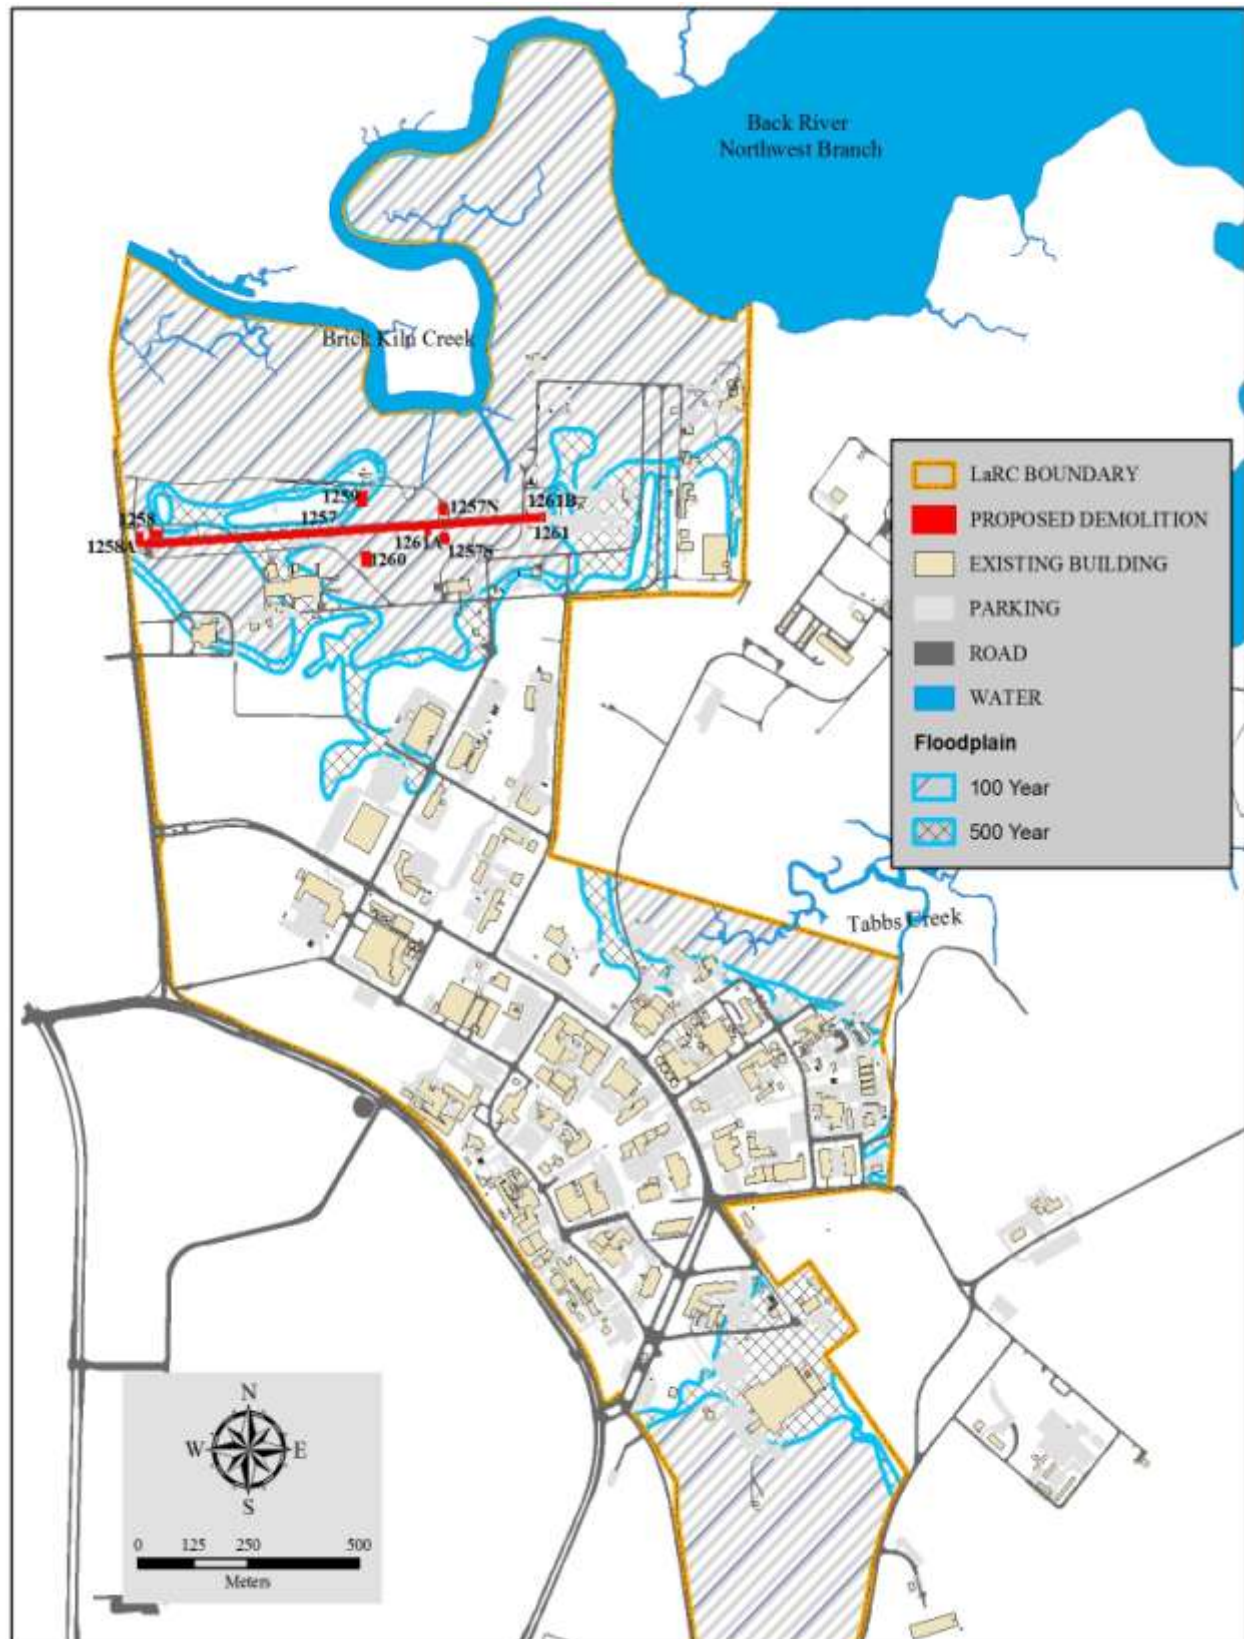 Back River
Northwest Branch
Brick Kiln Creek
1259
1257
1257N
1261B
1258
1261
1258A
1261A
1257S
1260
LaRC BOUNDARY
PROPOSED DEMOLITION
EXISTING BUILDING
PARKING
ROAD
WATER
Floodplain
100 Year
500 Year
Tabbs Creek
N
W
E
S
0 125 250 500
Meters